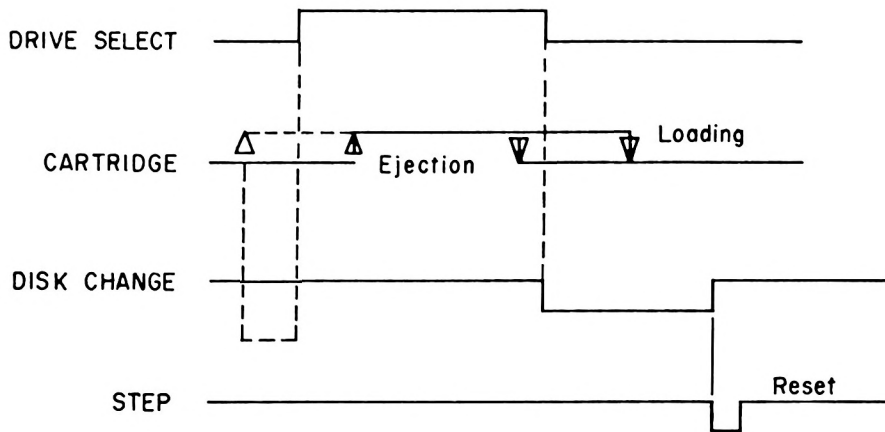 DRIVE SELECT
Loading
CARTRIDGE
Ejection
DISK CHANGE
Reset
STEP